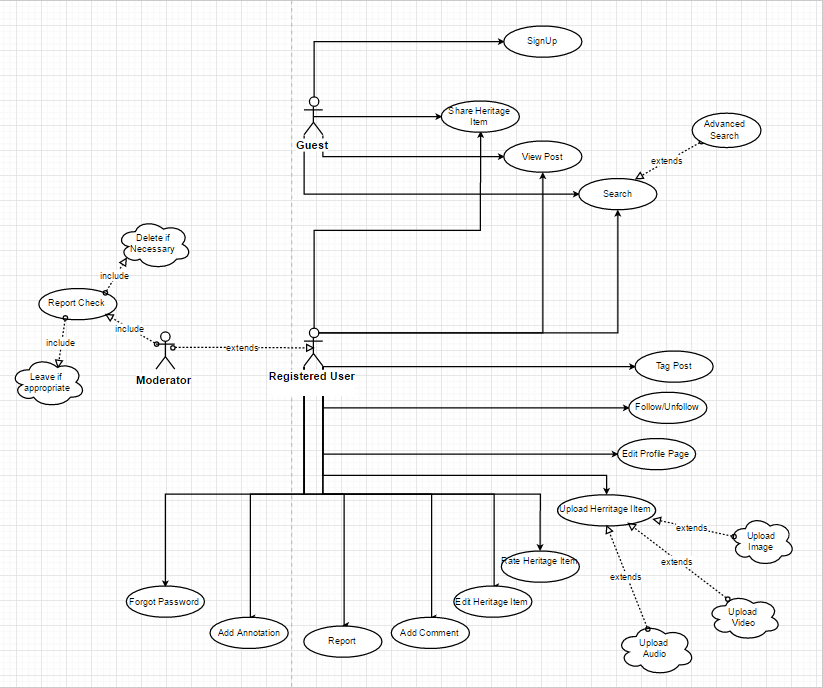 SignUp
Share Heritage
Item
Guest
View Post
Advanced
Search
extends
Search
Delete if
Necessary
include
Report Check
include
include
Leave if
appropriate
Moderator
extends
Registered User
Tag Post
Follow/Unfollow
Edit Profile Page
Upload Herritage IItem
extends
Upload
Image
extends
Upload
Video
extends
Upload
Audio
Rate Heritage Item
Edit Heritage Item
Forgot Password
Add Annotation
Report
Add Comment